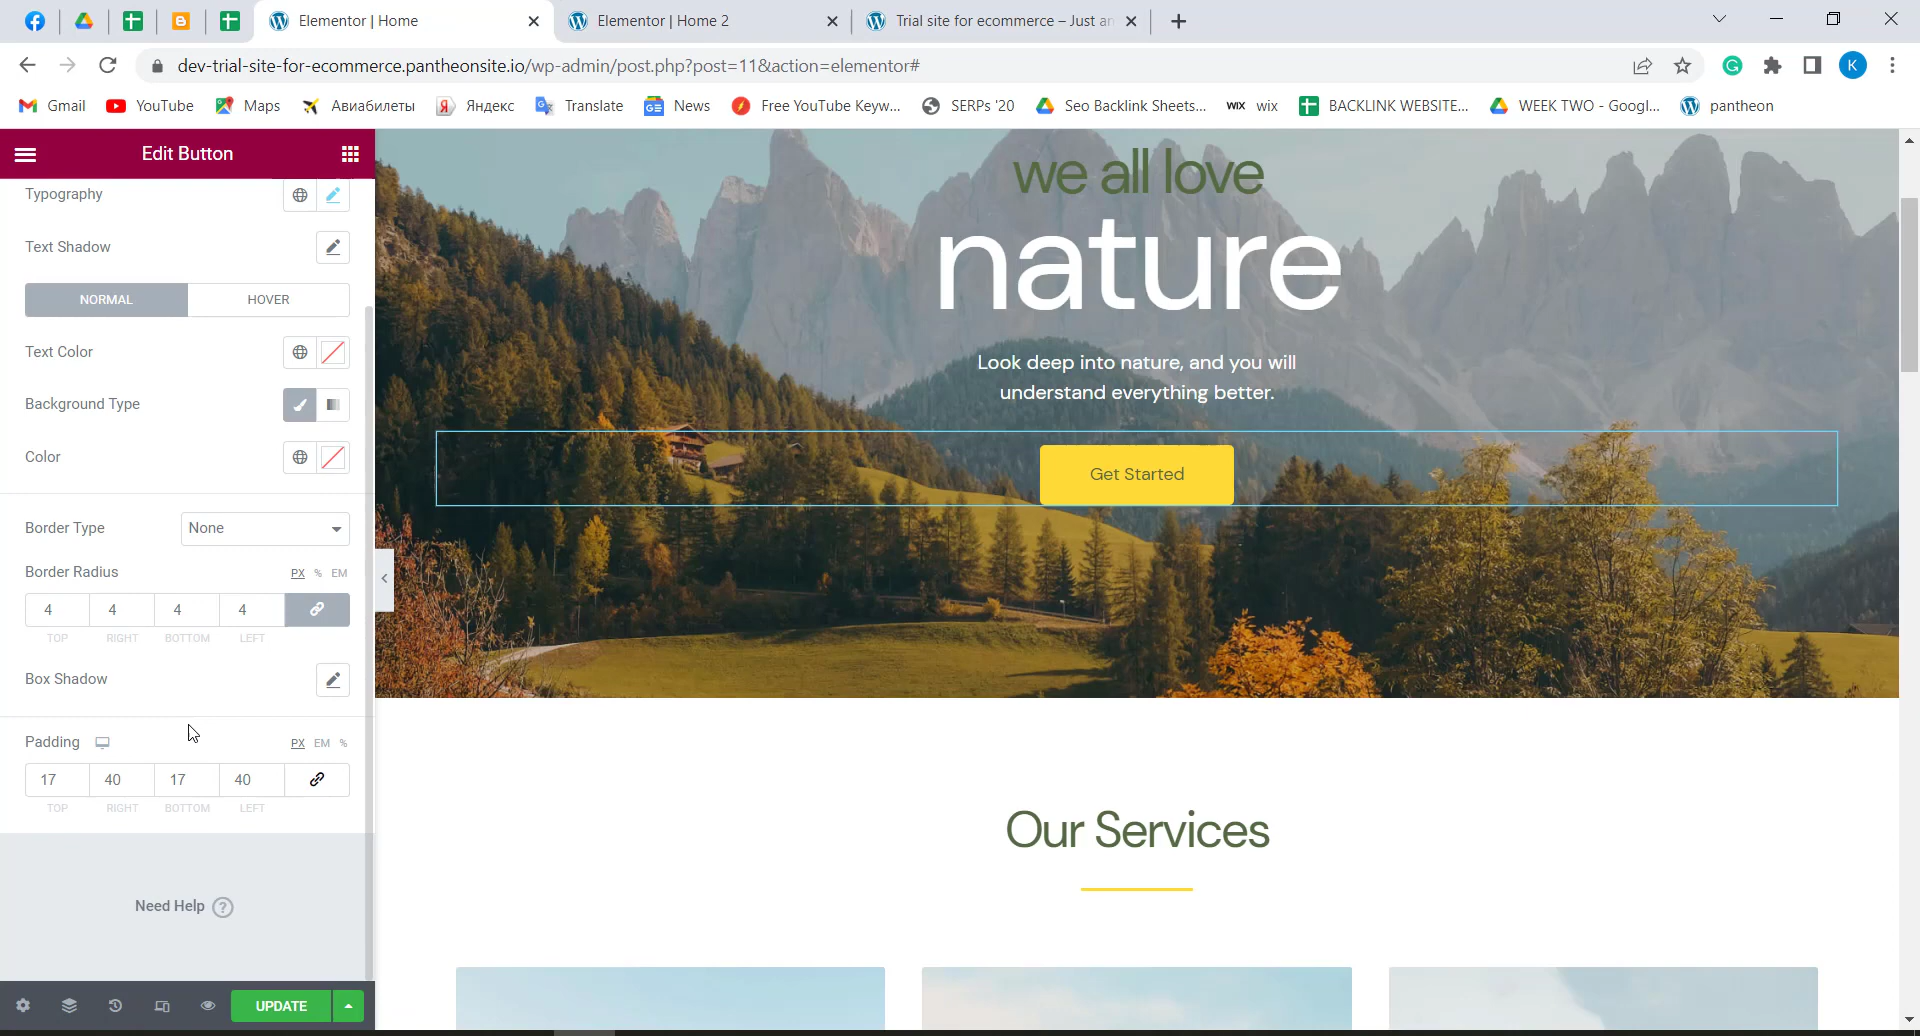 Elementor | Home
Elementor | Home 2
Trial site for ecommerce – Just an
dev-trial-site-for-ecommerce.pantheonsite.io/wp-admin/post.php?post=11&action=elementor#
K
Gmail
YouTube
Maps
Авиабилеты
Яндекс
Translate
News
Free YouTube Keyw...
SERPs '20
Seo Backlink Sheets...
WIX wix
BACKLINK WEBSITE...
WEEK TWO - Googl...
pantheon
Edit Button
Typography
Text Shadow
NORMAL
HOVER
Text Color
Background Type
Color
Border Type
None
Border Radius
PX % EM
4 4 4 4
TOP RIGHT BOTTOM LEFT
Box Shadow
Padding
PX EM %
17 40 17 40
TOP RIGHT BOTTOM LEFT
Need Help ?
UPDATE
we all love
nature
Look deep into nature, and you will
understand everything better.
Get Started
Our Services